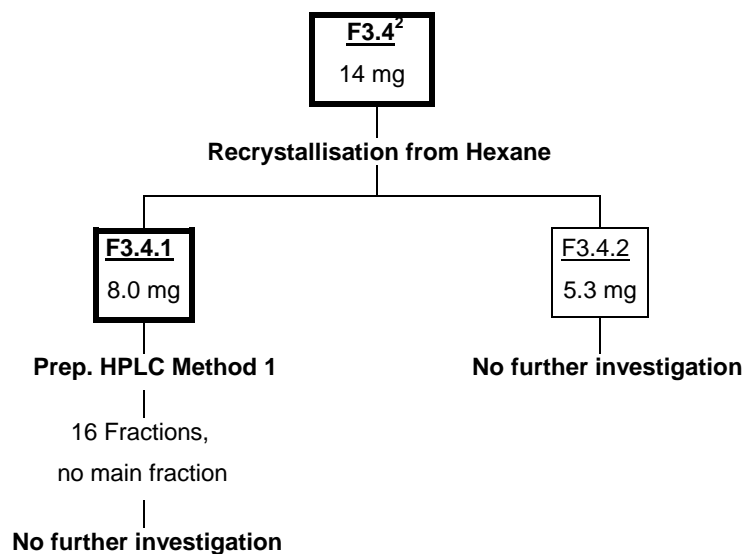 F3.4²
14 mg
Recrystallisation from Hexane
F3.4.1
8.0 mg
F3.4.2
5.3 mg
Prep. HPLC Method 1
No further investigation
16 Fractions,
no main fraction
No further investigation